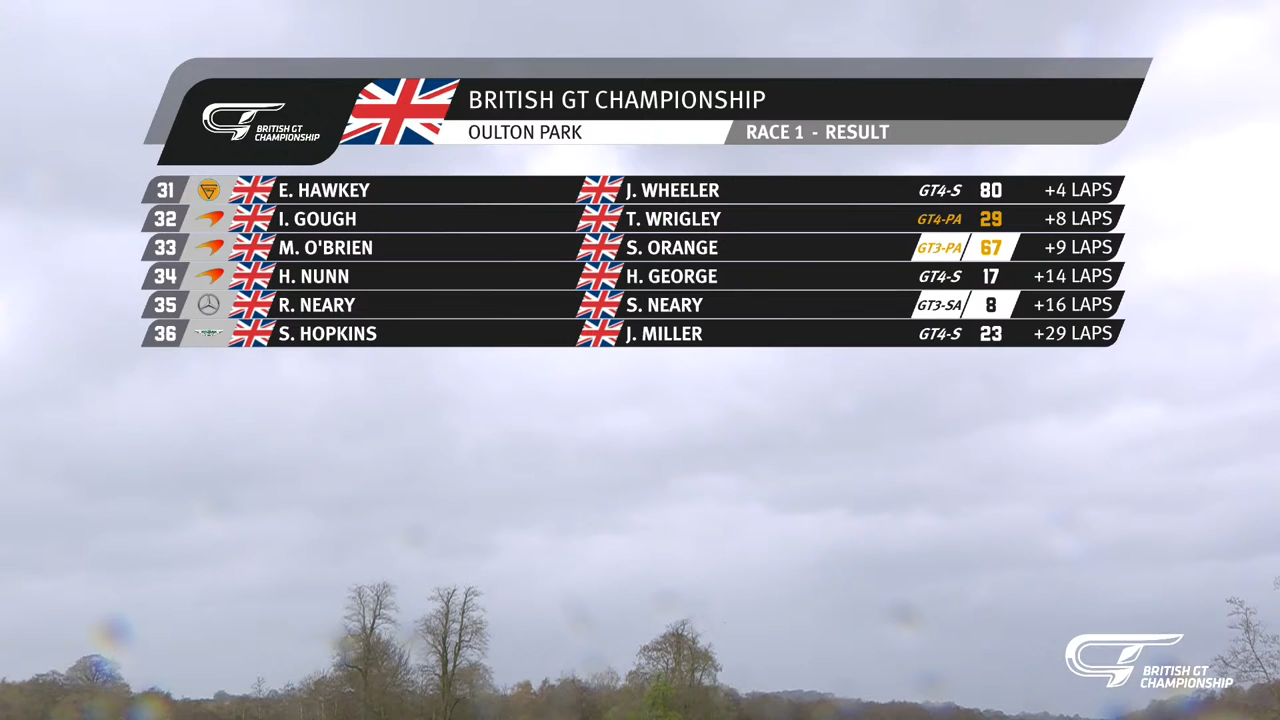 BRITISH GT CHAMPIONSHIP
BRITISH GT
CHAMPIONSHIP
OULTON PARK RACE 1 - RESULT
31 E. HAWKEY J. WHEELER GT4-S 80 +4 LAPS
32 I. GOUGH T. WRIGLEY GT4-PA 29 +8 LAPS
33 M. O'BRIEN S. ORANGE GT3-PA 67 +9 LAPS
34 H. NUNN H. GEORGE GT4-S 17 +14 LAPS
35 R. NEARY S. NEARY GT3-SA 8 +16 LAPS
36 S. HOPKINS J. MILLER GT4-S 23 +29 LAPS
BRITISH GT
CHAMPIONSHIP